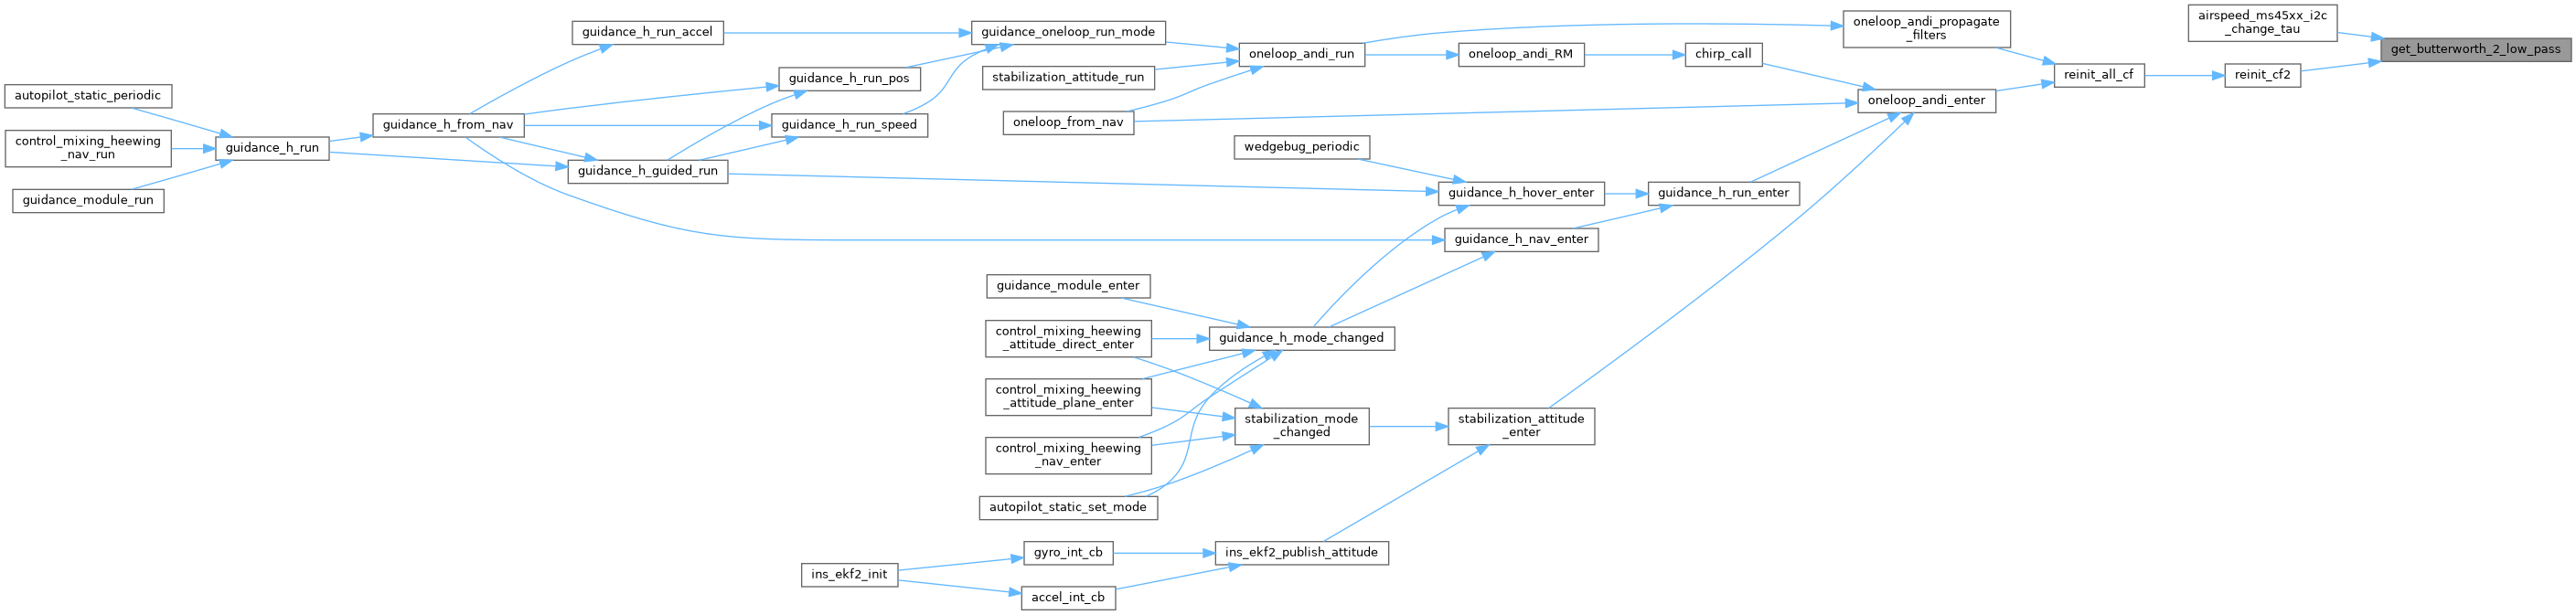 autopilot_static_periodic
control_mixing_heewing
_nav_run
guidance_module_run
guidance_h_run
guidance_h_from_nav
guidance_h_run_accel
guidance_h_run_pos
guidance_h_run_speed
guidance_h_guided_run
guidance_oneloop_run_mode
stabilization_attitude_run
oneloop_from_nav
oneloop_andi_run
oneloop_andi_RM
chirp_call
oneloop_andi_propagate
_filters
oneloop_andi_enter
reinit_all_cf
airspeed_ms45xx_i2c
_change_tau
reinit_cf2
get_butterworth_2_low_pass
wedgebug_periodic
guidance_h_hover_enter
guidance_h_run_enter
guidance_h_nav_enter
guidance_module_enter
control_mixing_heewing
_attitude_direct_enter
guidance_h_mode_changed
control_mixing_heewing
_attitude_plane_enter
control_mixing_heewing
_nav_enter
stabilization_mode
_changed
stabilization_attitude
_enter
autopilot_static_set_mode
ins_ekf2_init
gyro_int_cb
accel_int_cb
ins_ekf2_publish_attitude